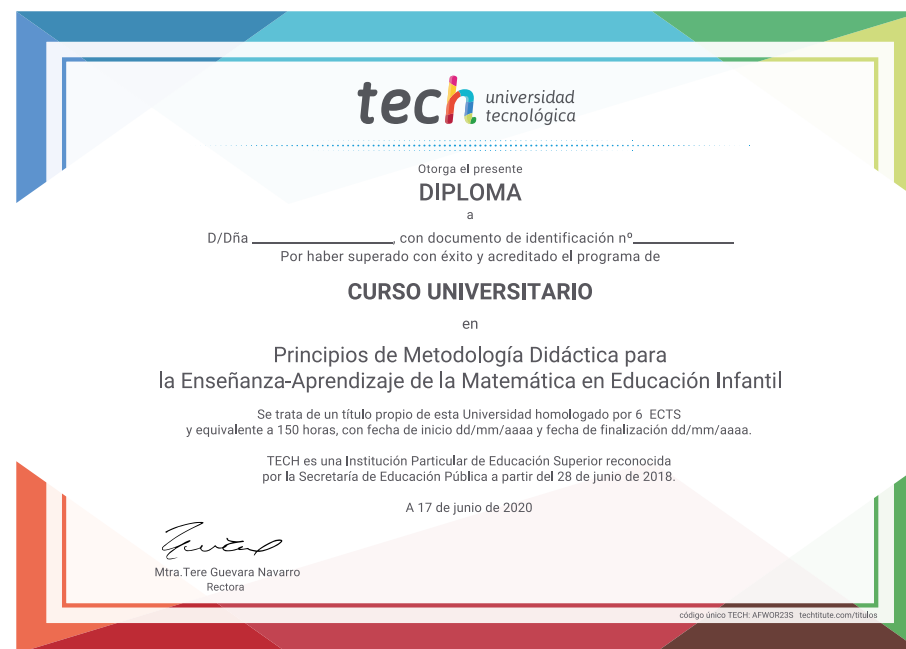 tech universidad
tecnológica
Otorga el presente
DIPLOMA
a
D/Dña ____________________, con documento de identificación nº______________
Por haber superado con éxito y acreditado el programa de
CURSO UNIVERSITARIO
en
Principios de Metodología Didáctica para
la Enseñanza-Aprendizaje de la Matemática en Educación Infantil
Se trata de un título propio de esta Universidad homologado por 6 ECTS
y equivalente a 150 horas, con fecha de inicio dd/mm/aaaa y fecha de finalización dd/mm/aaaa.
TECH es una Institución Particular de Educación Superior reconocida
por la Secretaría de Educación Pública a partir del 28 de junio de 2018.
A 17 de junio de 2020
Mtra.Tere Guevara Navarro
Rectora
código único TECH: AFWOR23S techtitute.com/titulos